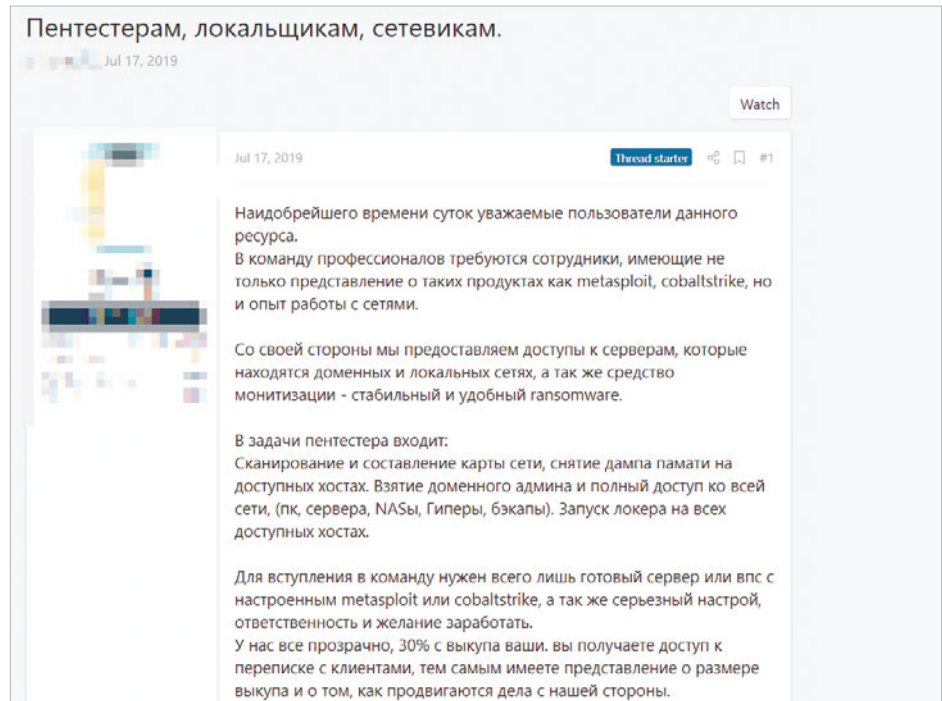 Пентестерам, локальщикам, сетевикам.
Jul 17, 2019
Watch
Jul 17, 2019
Thread starter
#1
Наидобрейшего времени суток уважаемые пользователи данного
ресурса.
В команду профессионалов требуются сотрудники, имеющие не
только представление о таких продуктах как metasploit, cobaltstrike, но
и опыт работы с сетями.
Со своей стороны мы предоставляем доступы к серверам, которые
находятся доменных и локальных сетях, а так же средство
монитизации - стабильный и удобный ransomware.
В задачи пентестера входит:
Сканирование и составление карты сети, снятие дампа памати на
доступных хостах. Взятие доменного админа и полный доступ ко всей
сети, (пк, сервера, NASы, Гиперы, бэкапы). Запуск локера на всех
доступных хостах.
Для вступления в команду нужен всего лишь готовый сервер или впс с
настроенным metasploit или cobaltstrike, а так же серьезный настрой,
ответственность и желание заработать.
У нас все прозрачно, 30% с выкупа ваши. вы получаете доступ к
переписке с клиентами, тем самым имеете представление о размере
выкупа и о том, как продвигаются дела с нашей стороны.